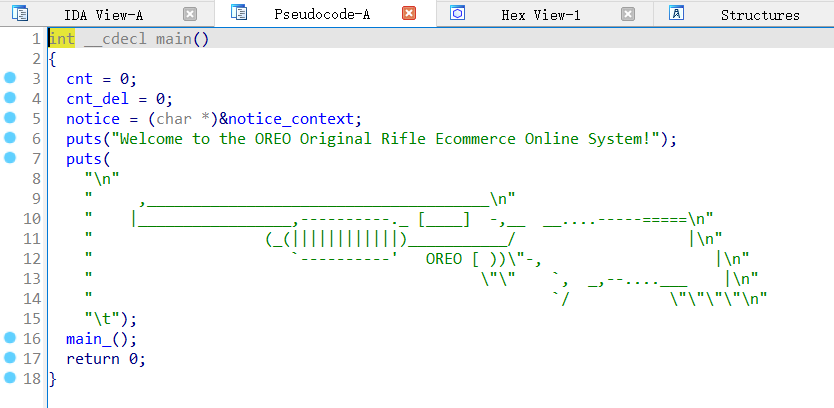 IDA View-A Pseudocode-A Hex View-1 Structures
1 int __cdecl main()
2 {
3   cnt = 0;
4   cnt_del = 0;
5   notice = (char *)&notice_context;
6   puts("Welcome to the OREO Original Rifle Ecommerce Online System!");
7   puts(
8     "\n"
9     "     ,______________________________________\n"
10     "    |_________________,----------._ [____]  -,__  __....-----=====\n"
11     "                   (_(||||||||||||)___________/                   |\n"
12     "                      `----------'   OREO [ ))\"-,                   |\n"
13     "                                           \"\"    `,  _,--....___    |\n"
14     "                                                   `/           \"\"\"\"\n"
15     "\t");
16   main_();
17   return 0;
18 }